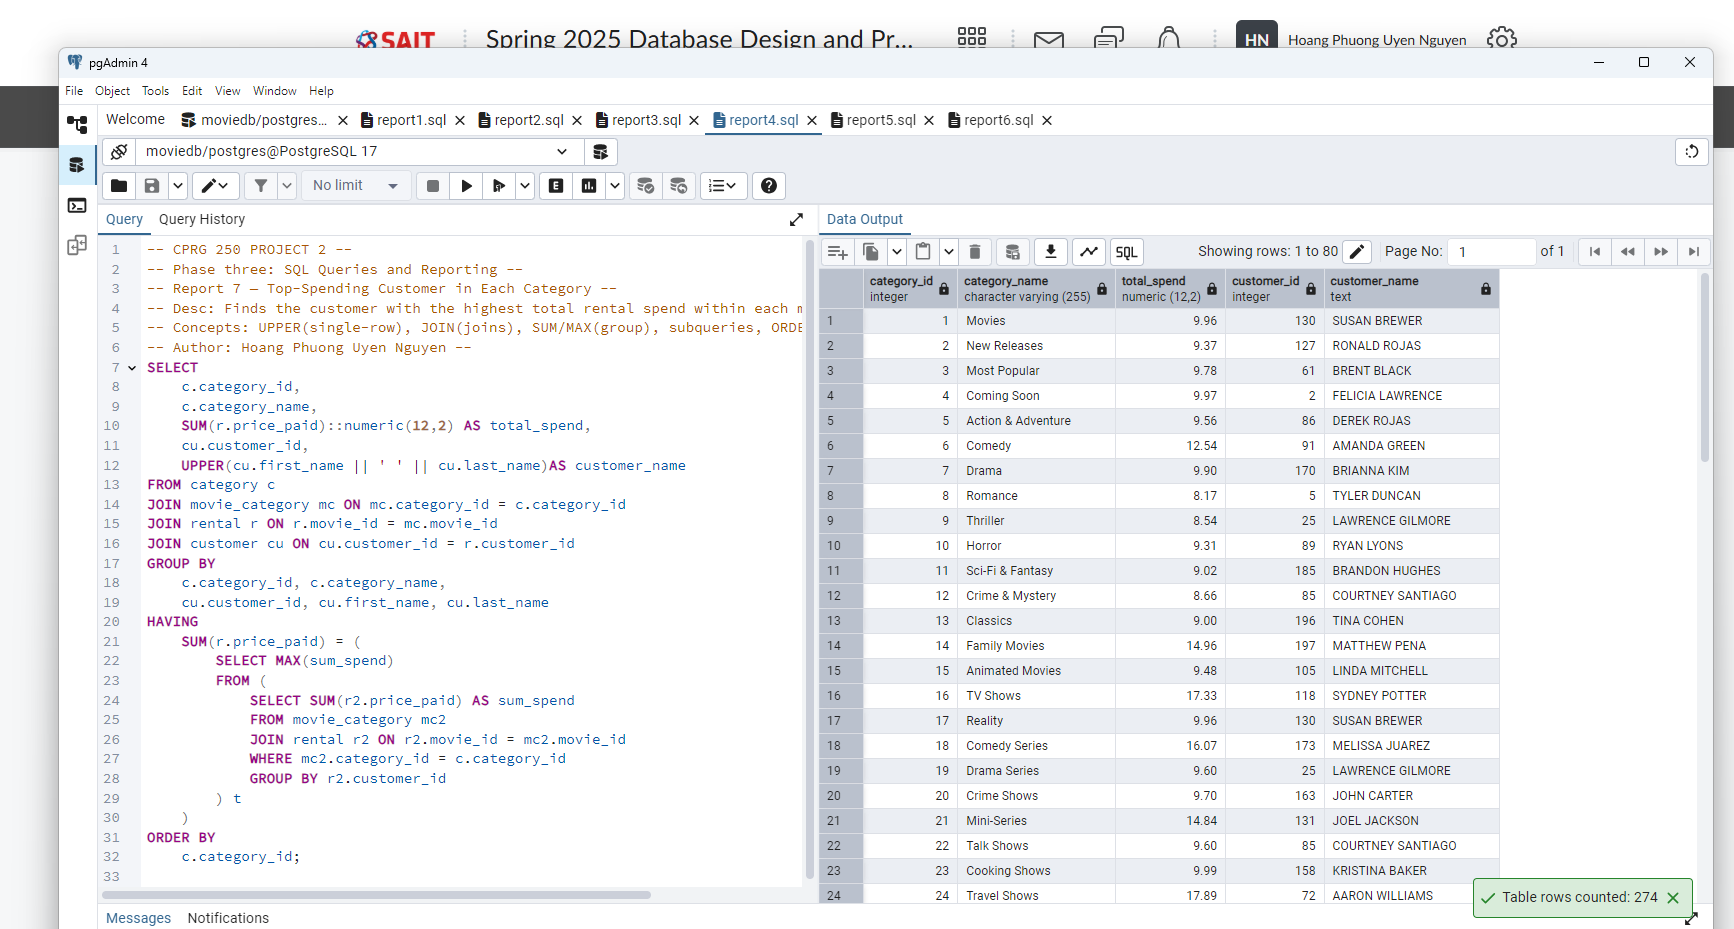 SAIT
Spring 2025 Database Design and Pr...
HN
Hoang Phuong Uyen Nguyen
pgAdmin 4
File Object Tools Edit View Window Help
Welcome moviedb/postgres... report1.sql report2.sql report3.sql report4.sql report5.sql report6.sql
moviedb/postgres@PostgreSQL 17
No limit
Query Query History
1 -- CPRG 250 PROJECT 2 --
2 -- Phase three: SQL Queries and Reporting --
3 -- Report 7 – Top-Spending Customer in Each Category --
4 -- Desc: Finds the customer with the highest total rental spend within each
5 -- Concepts: UPPER(single-row), JOIN(joins), SUM/MAX(group), subqueries, ORDE
6 -- Author: Hoang Phuong Uyen Nguyen --
7 SELECT
8 c.category_id,
9 c.category_name,
10 SUM(r.price_paid)::numeric(12,2) AS total_spend,
11 cu.customer_id,
12 UPPER(cu.first_name || ' ' || cu.last_name)AS customer_name
13 FROM category c
14 JOIN movie_category mc ON mc.category_id = c.category_id
15 JOIN rental r ON r.movie_id = mc.movie_id
16 JOIN customer cu ON cu.customer_id = r.customer_id
17 GROUP BY
18 c.category_id, c.category_name,
19 cu.customer_id, cu.first_name, cu.last_name
20 HAVING
21 SUM(r.price_paid) = (
22 SELECT MAX(sum_spend)
23 FROM (
24 SELECT SUM(r2.price_paid) AS sum_spend
25 FROM movie_category mc2
26 JOIN rental r2 ON r2.movie_id = mc2.movie_id
27 WHERE mc2.category_id = c.category_id
28 GROUP BY r2.customer_id
29 ) t
30 )
31 ORDER BY
32 c.category_id;
33
Messages Notifications
Data Output
SQL Showing rows: 1 to 80 Page No: 1 of 1
category_id category_name total_spend customer_id customer_name
integer character varying (255) numeric (12,2) integer text
1 1 Movies 9.96 130 SUSAN BREWER
2 2 New Releases 9.37 127 RONALD ROJAS
3 3 Most Popular 9.78 61 BRENT BLACK
4 4 Coming Soon 9.97 2 FELICIA LAWRENCE
5 5 Action & Adventure 9.56 86 DEREK ROJAS
6 6 Comedy 12.54 91 AMANDA GREEN
7 7 Drama 9.90 170 BRIANNA KIM
8 8 Romance 8.17 5 TYLER DUNCAN
9 9 Thriller 8.54 25 LAWRENCE GILMORE
10 10 Horror 9.31 89 RYAN LYONS
11 11 Sci-Fi & Fantasy 9.02 185 BRANDON HUGHES
12 12 Crime & Mystery 8.66 85 COURTNEY SANTIAGO
13 13 Classics 9.00 196 TINA COHEN
14 14 Family Movies 14.96 197 MATTHEW PENA
15 15 Animated Movies 9.48 105 LINDA MITCHELL
16 16 TV Shows 17.33 118 SYDNEY POTTER
17 17 Reality 9.96 130 SUSAN BREWER
18 18 Comedy Series 16.07 173 MELISSA JUAREZ
19 19 Drama Series 9.60 25 LAWRENCE GILMORE
20 20 Crime Shows 9.70 163 JOHN CARTER
21 21 Mini-Series 14.84 131 JOEL JACKSON
22 22 Talk Shows 9.60 85 COURTNEY SANTIAGO
23 23 Cooking Shows 9.99 158 KRISTINA BAKER
24 24 Travel Shows 17.89 72 AARON WILLIAMS
Table rows counted: 274